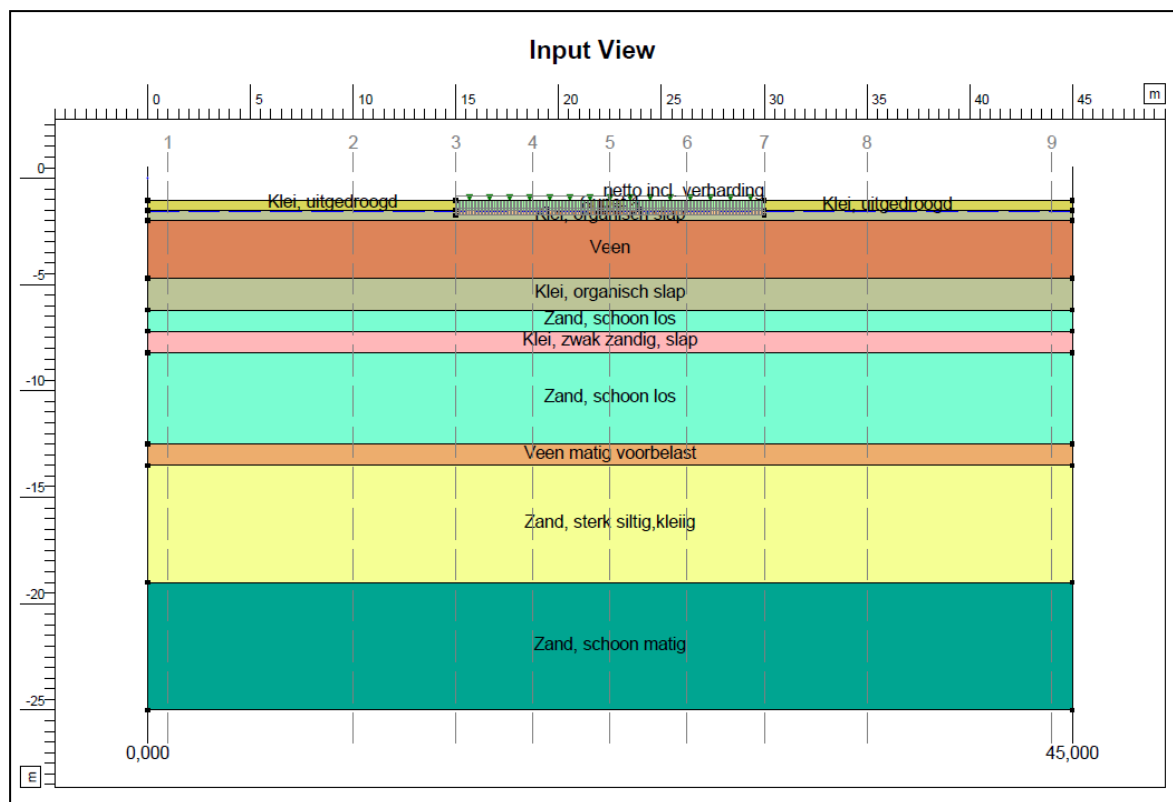 Input View
0 5 10 15 20 25 30 35 40 45 m
1 2 3 4 5 6 7 8 9
0
netto incl. verharding
Klei, uitgedroogd
Klei, uitgedroogd
Klei, organisch slap
Veen
-5
Klei, organisch slap
Zand, schoon los
Klei, zwak zandig, slap
-10
Zand, schoon los
Veen matig voorbelast
-15
Zand, sterk siltig,kleiig
-20
Zand, schoon matig
-25
0,000 45,000
m